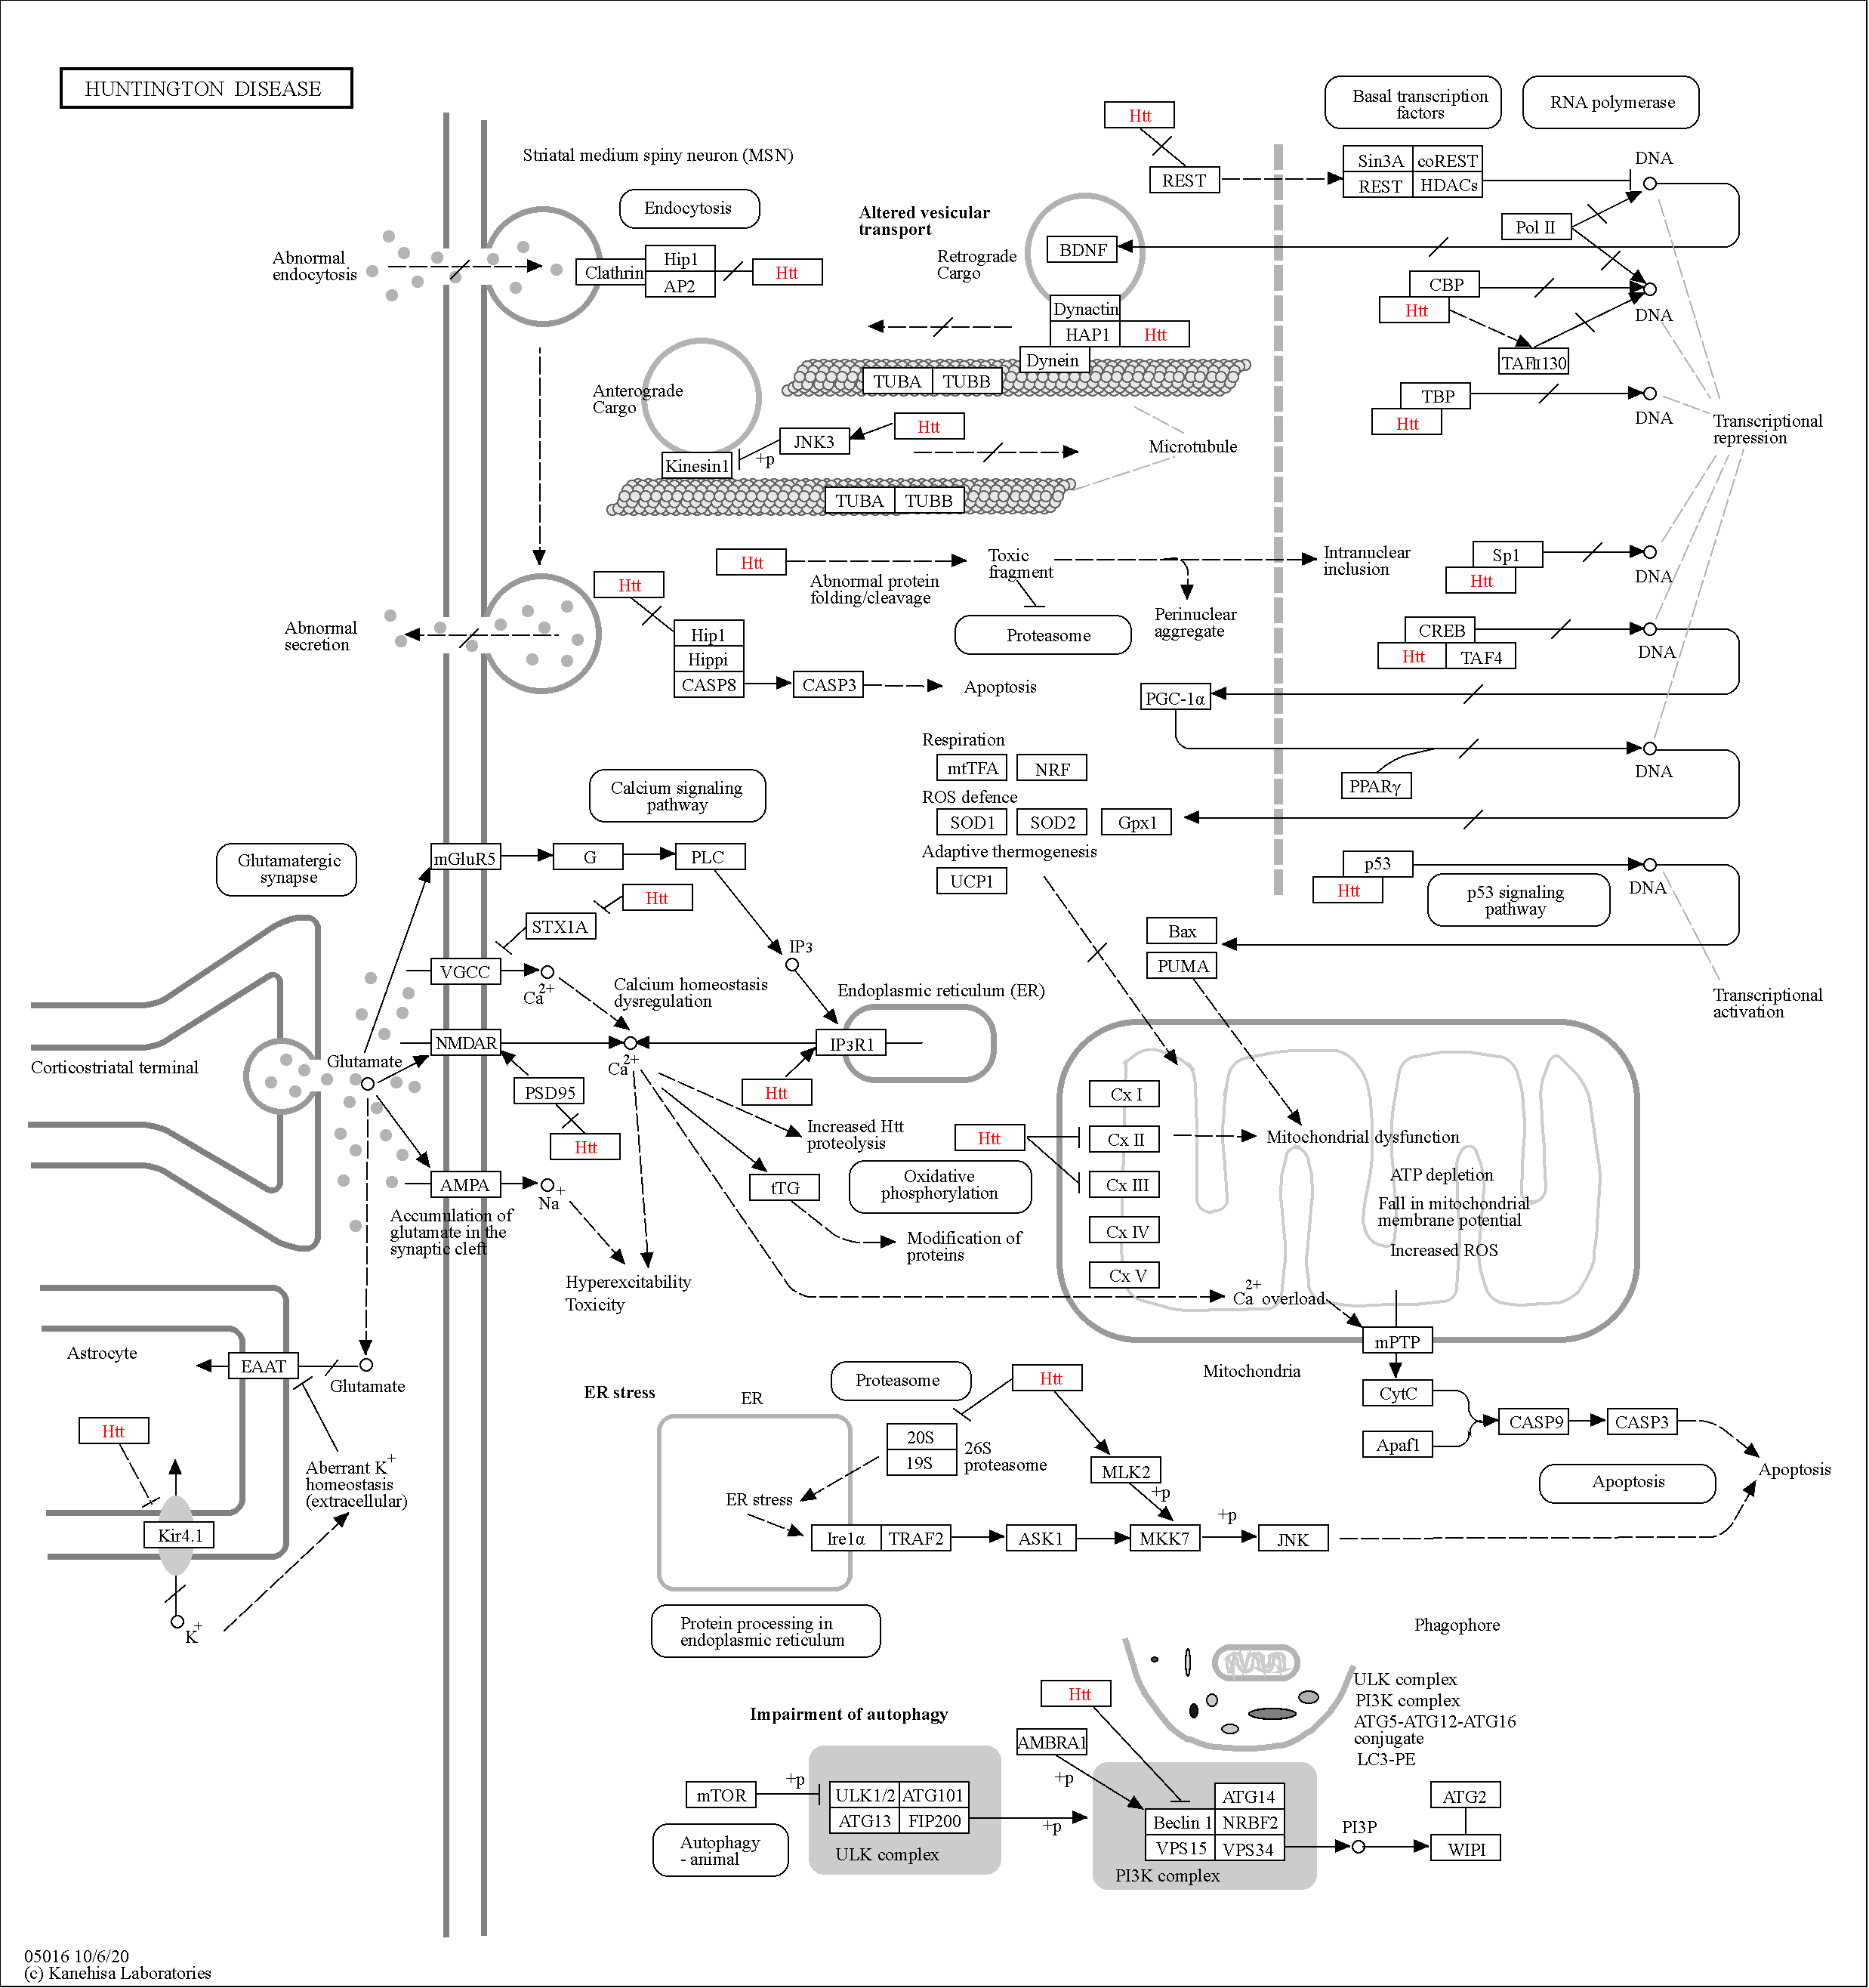 HUNTINGTON DISEASE
Striatal medium spiny neuron (MSN)
Endocytosis
Abnormal
endocytosis
Clathrin
Hip1
AP2
Htt
Altered vesicular
transport
Retrograde
Cargo
BDNF
Dynactin
HAP1
Htt
Dynein
TUBA
TUBB
Anterograde
Cargo
JNK3
Htt
+p
Kinesin1
TUBA
TUBB
Microtubule
Htt
REST
Basal transcription
factors
RNA polymerase
Sin3A
coREST
REST
HDACs
DNA
Pol II
CBP
Htt
DNA
TAFII130
TBP
Htt
DNA
Transcriptional
repression
Sp1
Htt
DNA
CREB
Htt
TAF4
DNA
PGC-1α
PPARγ
DNA
p53
Htt
DNA
p53 signaling
pathway
Transcriptional
activation
Htt
Abnormal protein
folding/cleavage
Toxic
fragment
Intranuclear
inclusion
Perinuclear
aggregate
Proteasome
Abnormal
secretion
Htt
Hip1
Hippi
CASP8
CASP3
Apoptosis
Respiration
mtTFA
NRF
ROS defence
SOD1
SOD2
Gpx1
Adaptive thermogenesis
UCP1
Bax
PUMA
Calcium signaling
pathway
Glutamatergic
synapse
mGluR5
G
PLC
Htt
STX1A
IP3
VGCC
Ca2+
Calcium homeostasis
dysregulation
Endoplasmic reticulum (ER)
NMDAR
Ca2+
IP3R1
Htt
Corticostriatal terminal
Glutamate
PSD95
Htt
Increased Htt
proteolysis
AMPA
Na+
tTG
Accumulation of
glutamate in the
synaptic cleft
Modification of
proteins
Hyperexcitability
Toxicity
Htt
Oxidative
phosphorylation
Cx I
Cx II
Cx III
Cx IV
Cx V
Mitochondrial dysfunction
ATP depletion
Fall in mitochondrial
membrane potential
Increased ROS
Ca2+ overload
mPTP
Mitochondria
CytC
Apaf1
CASP9
CASP3
Apoptosis
Apoptosis
Astrocyte
EAAT
Glutamate
Htt
Aberrant K+
homeostasis
(extracellular)
Kir4.1
K+
ER stress
ER
Proteasome
Htt
20S
19S
26S
proteasome
MLK2
+p
ER stress
Ire1α
TRAF2
ASK1
MKK7
+p
JNK
Protein processing in
endoplasmic reticulum
Phagophore
ULK complex
PI3K complex
ATG5-ATG12-ATG16
conjugate
LC3-PE
Impairment of autophagy
Htt
AMBRA1
+p
mTOR
+p
ULK1/2
ATG101
ATG13
FIP200
ULK complex
+p
ATG14
Beclin 1
NRBF2
VPS15
VPS34
PI3K complex
PI3P
ATG2
WIPI
Autophagy
- animal
05016 10/6/20
(c) Kanehisa Laboratories